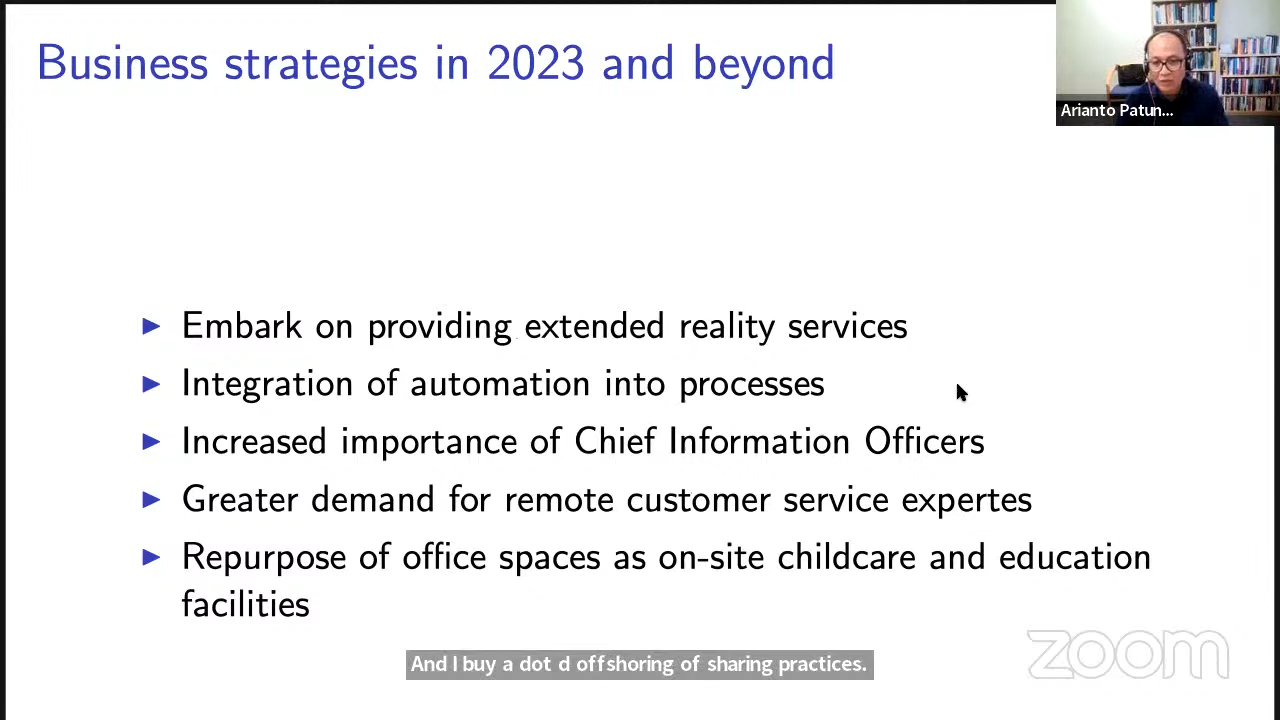 Business strategies in 2023 and beyond
Arianto Patun...
▶ Embark on providing extended reality services
▶ Integration of automation into processes
▶ Increased importance of Chief Information Officers
▶ Greater demand for remote customer service expertes
▶ Repurpose of office spaces as on-site childcare and education
facilities
And I buy a dot d offshoring of sharing practices.
zoom